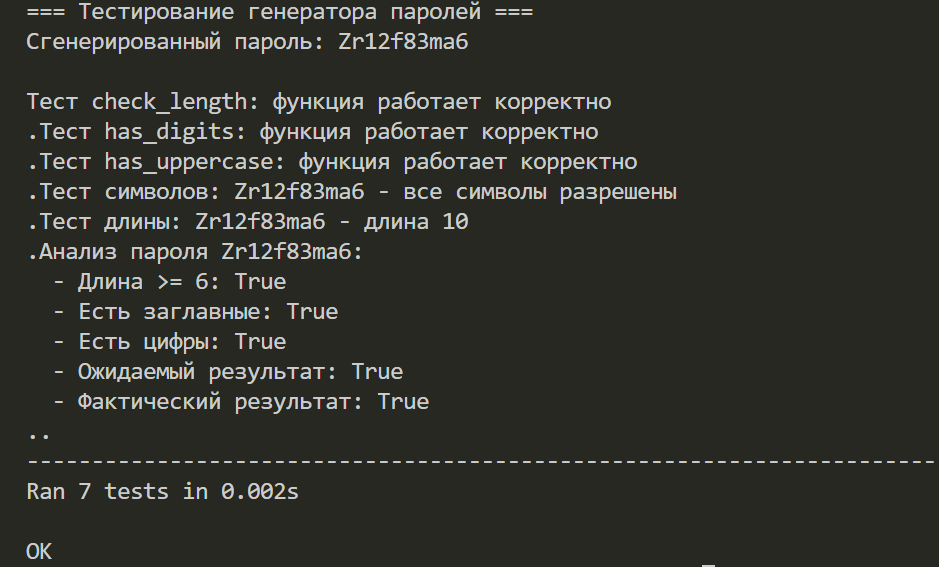 === Тестирование генератора паролей ===
Сгенерированный пароль: Zr12f83ma6
Тест check_length: функция работает корректно
.Тест has_digits: функция работает корректно
.Тест has_uppercase: функция работает корректно
.Тест символов: Zr12f83ma6 - все символы разрешены
.Тест длины: Zr12f83ma6 - длина 10
.Анализ пароля Zr12f83ma6:
- Длина >= 6: True
- Есть заглавные: True
- Есть цифры: True
- Ожидаемый результат: True
- Фактический результат: True
..
----------------------------------------------------------------------
Ran 7 tests in 0.002s
OK